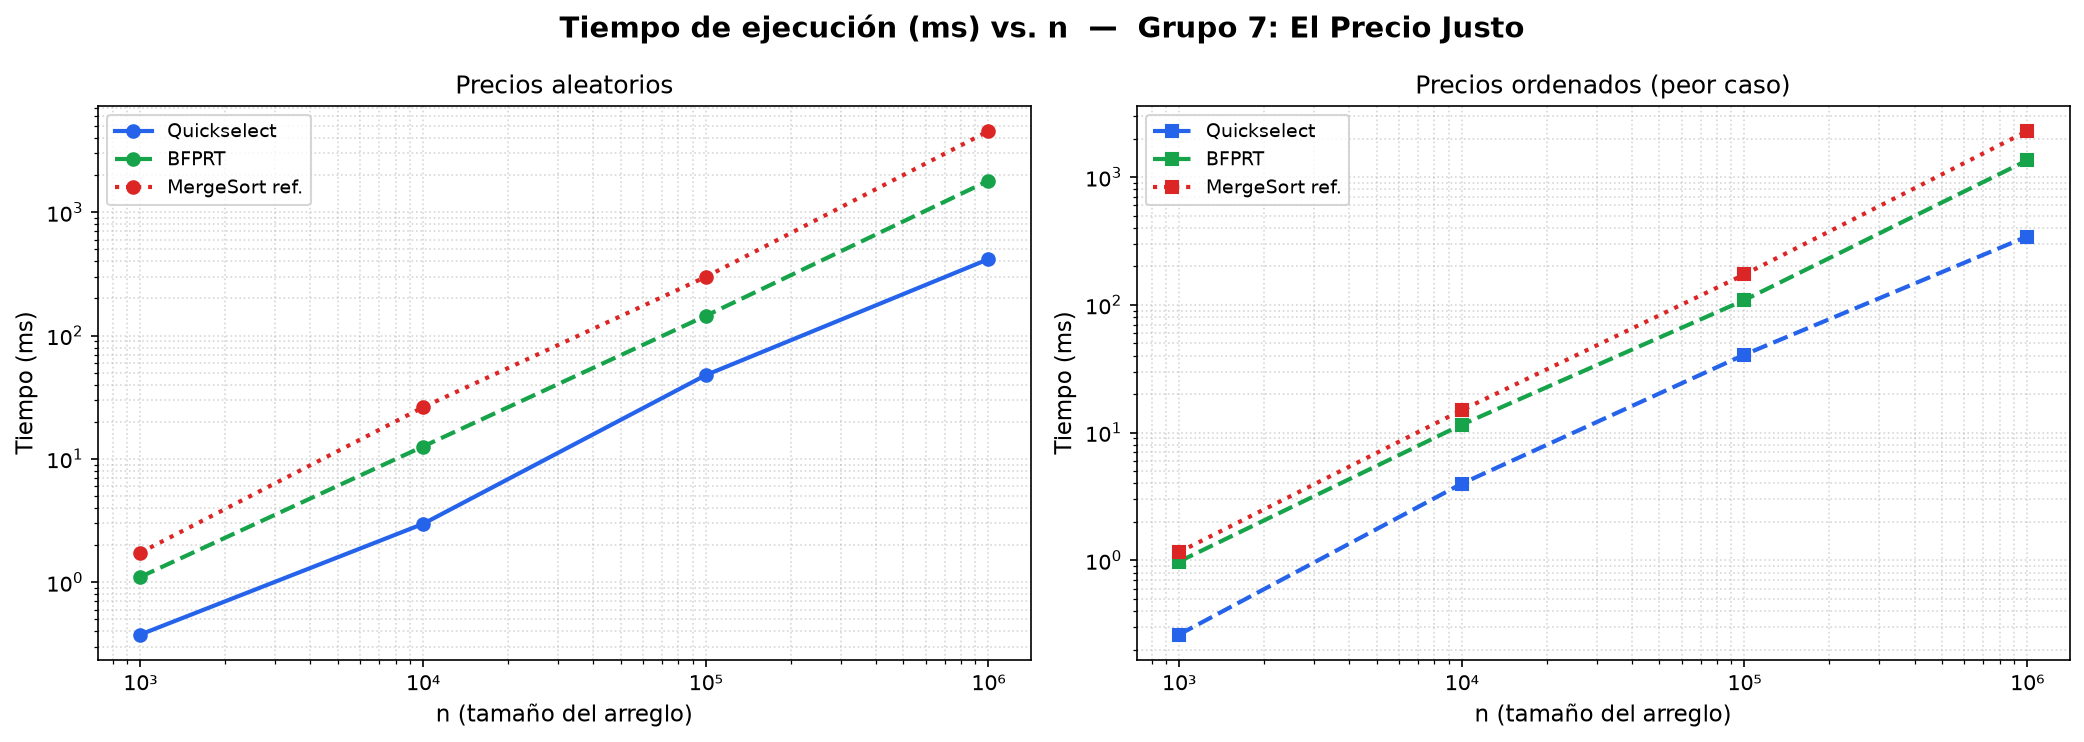 Tiempo de ejecución (ms) vs. n — Grupo 7: El Precio Justo
Precios aleatorios
Quickselect
BFPRT
MergeSort ref.
Tiempo (ms)
10³
10²
10¹
10⁰
10³ 10⁴ 10⁵ 10⁶
n (tamaño del arreglo)
Precios ordenados (peor caso)
Quickselect
BFPRT
MergeSort ref.
Tiempo (ms)
10³
10²
10¹
10⁰
10³ 10⁴ 10⁵ 10⁶
n (tamaño del arreglo)